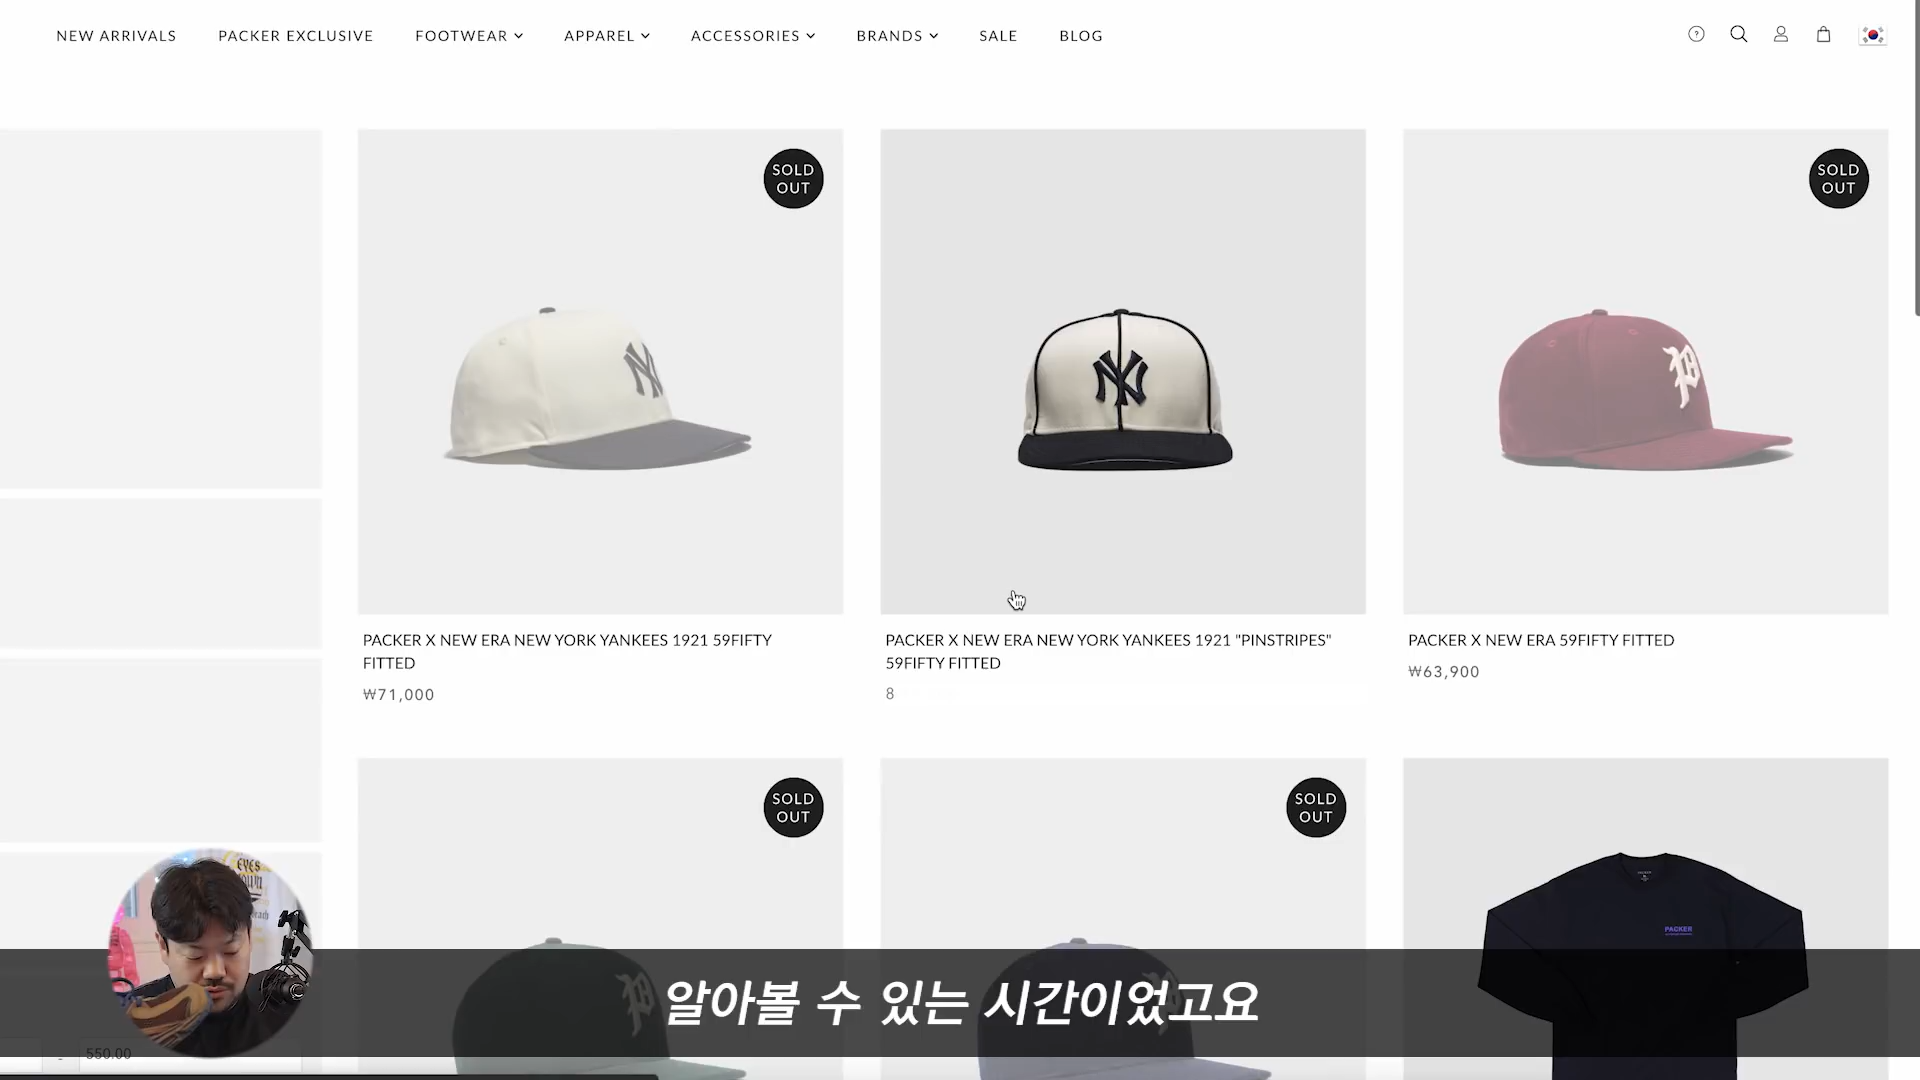 NEW ARRIVALS PACKER EXCLUSIVE FOOTWEAR APPAREL ACCESSORIES BRANDS SALE BLOG
SOLD
OUT
SOLD
OUT
PACKER X NEW ERA NEW YORK YANKEES 1921 59FIFTY
FITTED
₩71,000
PACKER X NEW ERA NEW YORK YANKEES 1921 "PINSTRIPES"
59FIFTY FITTED
8
PACKER X NEW ERA 59FIFTY FITTED
₩63,900
SOLD
OUT
SOLD
OUT
PACKER
EYES
알아볼 수 있는 시간이었고요
550.00